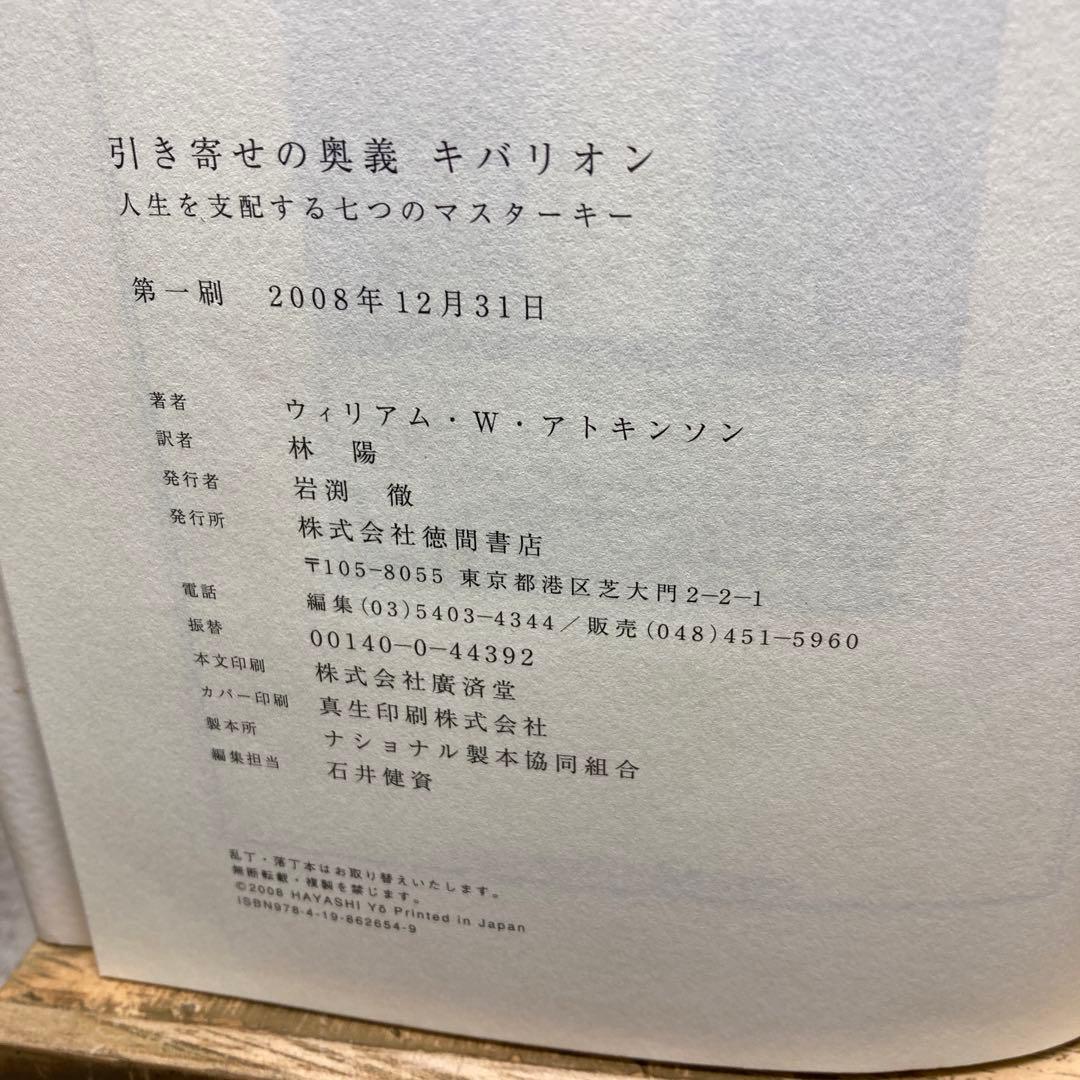 引き寄せの奥義 キバリオン
人生を支配する七つのマスターキー
第一刷 2008年12月31日
著者 ウィリアム・W・アトキンソン
訳者 林 陽
発行者 岩渕 徹
発行所 株式会社徳間書店
〒105-8055 東京都港区芝大門2-2-1
電話 編集(03)5403-4344/販売(048)451-5960
振替 00140-0-44392
本文印刷 株式会社廣済堂
カバー印刷 真生印刷株式会社
製本所 ナショナル製本協同組合
編集担当 石井健資
乱丁・落丁本はお取り替えいたします。
無断転載・複製を禁じます。
©2008 HAYASHI Yō Printed in Japan
ISBN978-4-19-862654-9